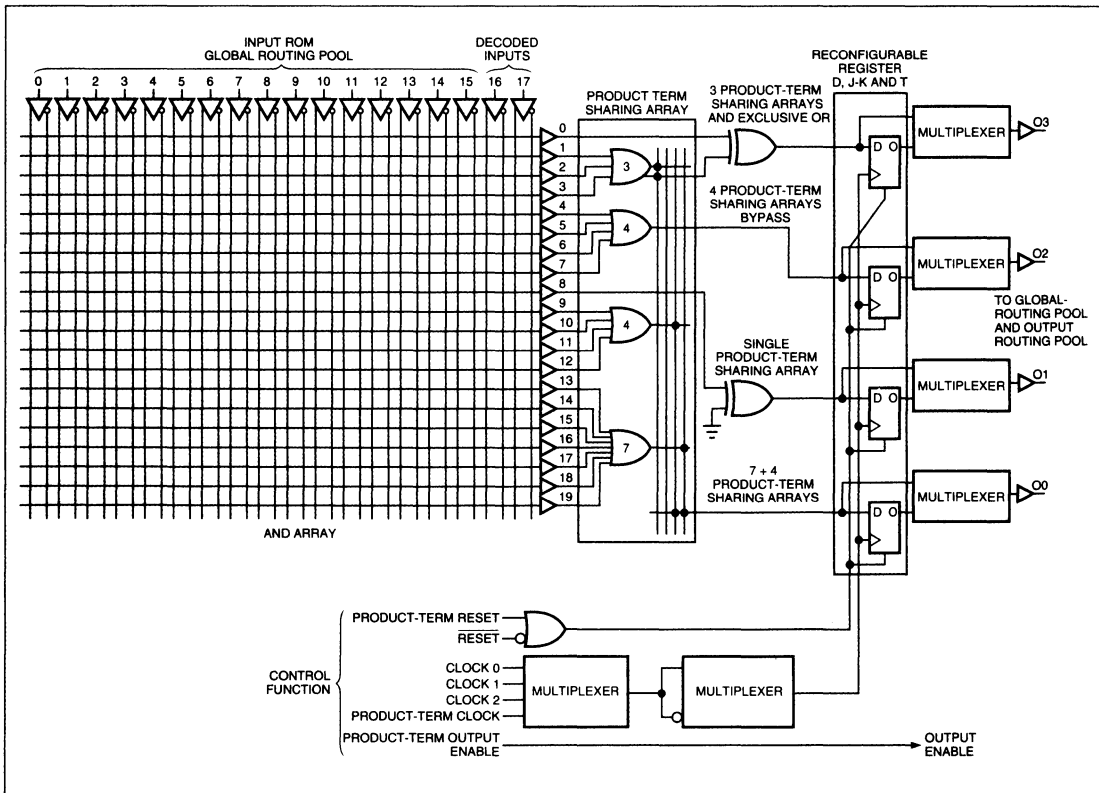 INPUT ROM
GLOBAL ROUTING POOL
DECODED
INPUTS
0 1 2 3 4 5 6 7 8 9 10 11 12 13 14 15 16 17
PRODUCT TERM
SHARING ARRAY
3 PRODUCT-TERM
SHARING ARRAYS
AND EXCLUSIVE OR
RECONFIGURABLE
REGISTER
D, J-K AND T
0
1
2
3
4
5
6
7
8
9
10
11
12
13
14
15
16
17
18
19
3
4
4
7
4 PRODUCT-TERM
SHARING ARRAYS
BYPASS
SINGLE
PRODUCT-TERM
SHARING ARRAY
7 + 4
PRODUCT-TERM
SHARING ARRAYS
D O
MULTIPLEXER
O3
D O
MULTIPLEXER
O2
TO GLOBAL-
ROUTING POOL
AND OUTPUT
ROUTING POOL
D O
MULTIPLEXER
O1
D O
MULTIPLEXER
O0
AND ARRAY
CONTROL
FUNCTION
PRODUCT-TERM RESET
RESET
CLOCK 0
CLOCK 1
CLOCK 2
PRODUCT-TERM CLOCK
MULTIPLEXER
MULTIPLEXER
PRODUCT-TERM OUTPUT
ENABLE
OUTPUT
ENABLE